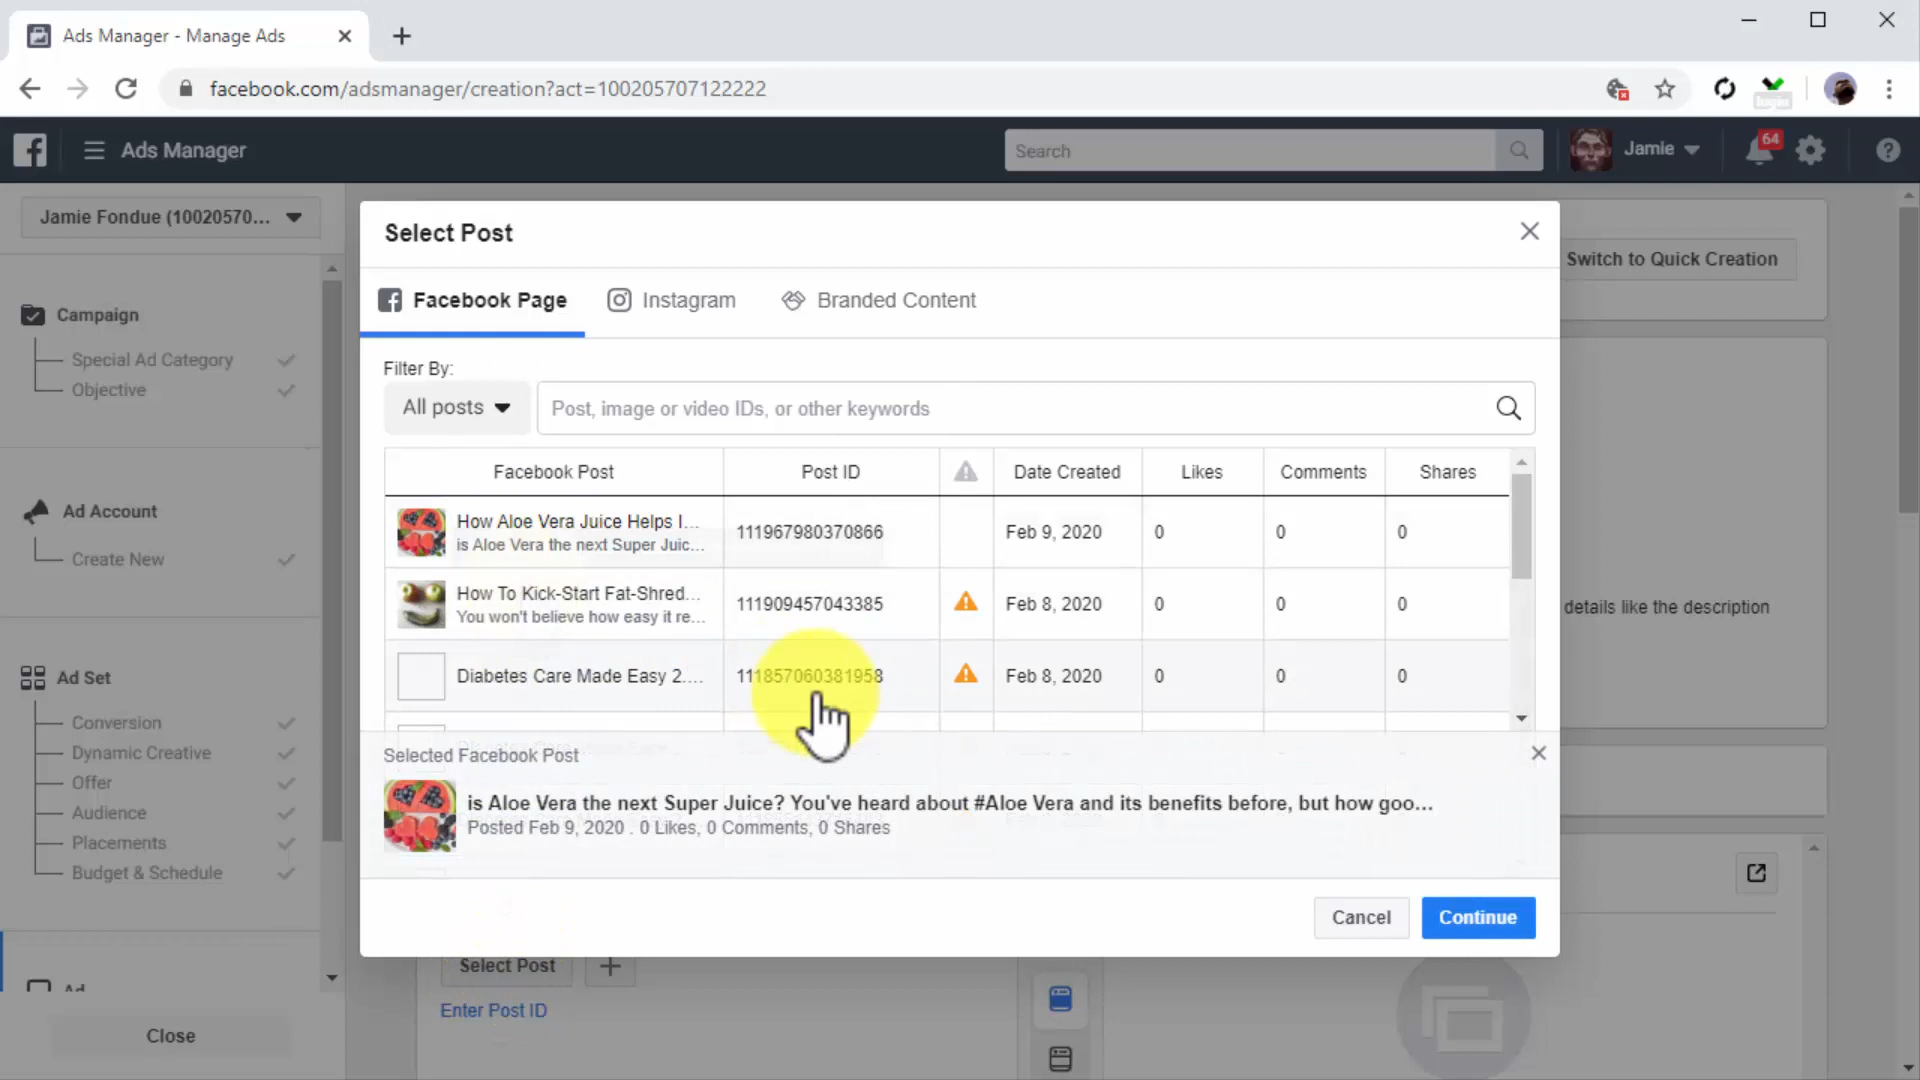 Ads Manager - Manage Ads
facebook.com/adsmanager/creation?act=100205707122222
login
Ads Manager
Search
Jamie
64
Jamie Fondue (10020570...
Switch to Quick Creation
Campaign
Special Ad Category
Objective
Ad Account
Create New
Ad Set
Conversion
Dynamic Creative
Offer
Audience
Placements
Budget & Schedule
Ad
Close
Select Post
Facebook Page
Instagram
Branded Content
Filter By:
All posts
Post, image or video IDs, or other keywords
Facebook Post Post ID Date Created Likes Comments Shares
How Aloe Vera Juice Helps I...
is Aloe Vera the next Super Juic...
111967980370866 Feb 9, 2020 0 0 0
How To Kick-Start Fat-Shred...
You won't believe how easy it re...
111909457043385 Feb 8, 2020 0 0 0
Diabetes Care Made Easy 2.... 111857060381958 Feb 8, 2020 0 0 0
details like the description
Selected Facebook Post
is Aloe Vera the next Super Juice? You've heard about #Aloe Vera and its benefits before, but how goo...
Posted Feb 9, 2020 . 0 Likes, 0 Comments, 0 Shares
Cancel
Continue
Select Post
Enter Post ID